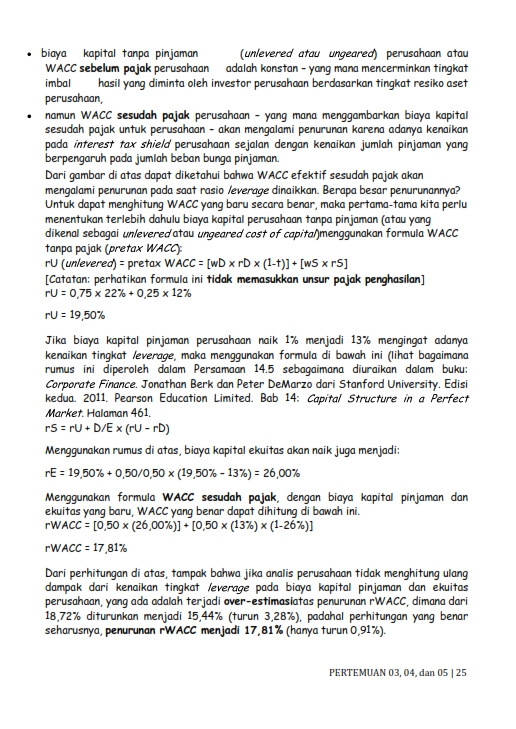 • biaya kapital tanpa pinjaman (unlevered atau ungeared) perusahaan atau
WACC sebelum pajak perusahaan adalah konstan – yang mana mencerminkan tingkat
imbal hasil yang diminta oleh investor perusahaan berdasarkan tingkat resiko aset
perusahaan,
• namun WACC sesudah pajak perusahaan – yang mana menggambarkan biaya kapital
sesudah pajak untuk perusahaan – akan mengalami penurunan karena adanya kenaikan
pada interest tax shield perusahaan sejalan dengan kenaikan jumlah pinjaman yang
berpengaruh pada jumlah beban bunga pinjaman.
Dari gambar di atas dapat diketahui bahwa WACC efektif sesudah pajak akan
mengalami penurunan pada saat rasio leverage dinaikkan. Berapa besar penurunannya?
Untuk dapat menghitung WACC yang baru secara benar, maka pertama-tama kita perlu
menentukan terlebih dahulu biaya kapital perusahaan tanpa pinjaman (atau yang
dikenal sebagai unlevered atau ungeared cost of capital)menggunakan formula WACC
tanpa pajak (pretax WACC):
rU (unlevered) = pretax WACC = [wD x rD x (1-t)] + [wS x rS]
[Catatan: perhatikan formula ini tidak memasukkan unsur pajak penghasilan]
rU = 0,75 x 22% + 0,25 x 12%
rU = 19,50%
Jika biaya kapital pinjaman perusahaan naik 1% menjadi 13% mengingat adanya
kenaikan tingkat leverage, maka menggunakan formula di bawah ini (lihat bagaimana
rumus ini diperoleh dalam Persamaan 14.5 sebagaimana diuraikan dalam buku:
Corporate Finance. Jonathan Berk dan Peter DeMarzo dari Stanford University. Edisi
kedua. 2011. Pearson Education Limited. Bab 14: Capital Structure in a Perfect
Market. Halaman 461.
rS = rU + D/E x (rU – rD)
Menggunakan rumus di atas, biaya kapital ekuitas akan naik juga menjadi:
rE = 19,50% + 0,50/0,50 x (19,50% - 13%) = 26,00%
Menggunakan formula WACC sesudah pajak, dengan biaya kapital pinjaman dan
ekuitas yang baru, WACC yang benar dapat dihitung di bawah ini.
rWACC = [0,50 x (26,00%)] + [0,50 x (13%) x (1-26%)]
rWACC = 17,81%
Dari perhitungan di atas, tampak bahwa jika analis perusahaan tidak menghitung ulang
dampak dari kenaikan tingkat leverage pada biaya kapital pinjaman dan ekuitas
perusahaan, yang ada adalah terjadi over-estimasiatas penurunan rWACC, dimana dari
18,72% diturunkan menjadi 15,44% (turun 3,28%), padahal perhitungan yang benar
seharusnya, penurunan rWACC menjadi 17,81% (hanya turun 0,91%).
PERTEMUAN 03, 04, dan 05 | 25